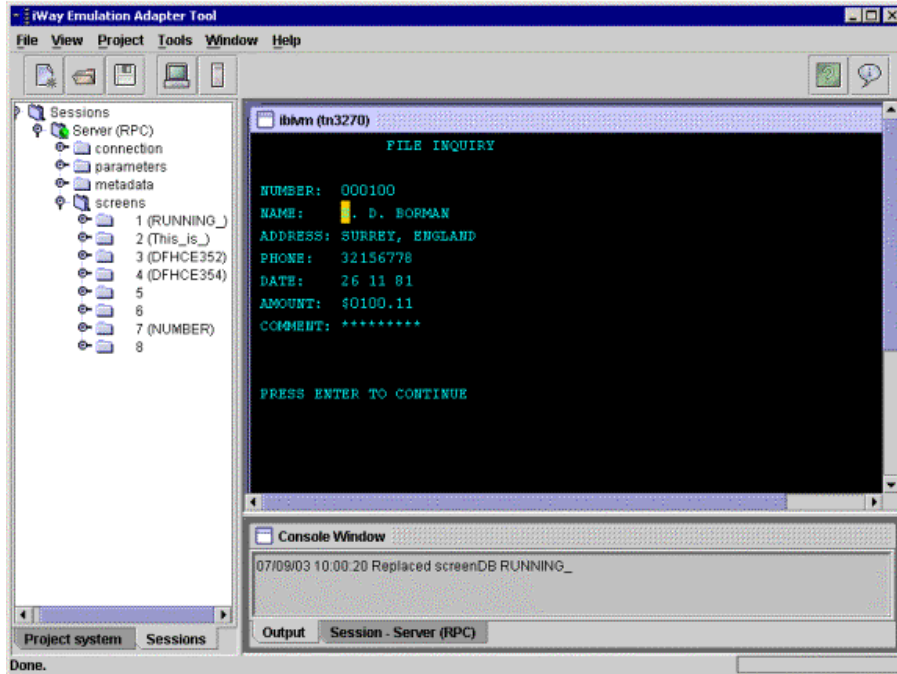 iWay Emulation Adapter Tool
File View Project Tools Window Help
Sessions
Server (RPC)
connection
parameters
metadata
screens
1 (RUNNING_)
2 (This_is_)
3 (DFHCE352)
4 (DFHCE354)
5
6
7 (NUMBER)
8
Project system Sessions
ibivm (tn3270)
FILE INQUIRY
NUMBER: 000100
NAME: . D. BORMAN
ADDRESS: SURREY, ENGLAND
PHONE: 32156778
DATE: 26 11 81
AMOUNT: $0100.11
COMMENT: *********
PRESS ENTER TO CONTINUE
Console Window
07/09/03 10:00:20 Replaced screenDB RUNNING_
Output Session - Server (RPC)
Done.